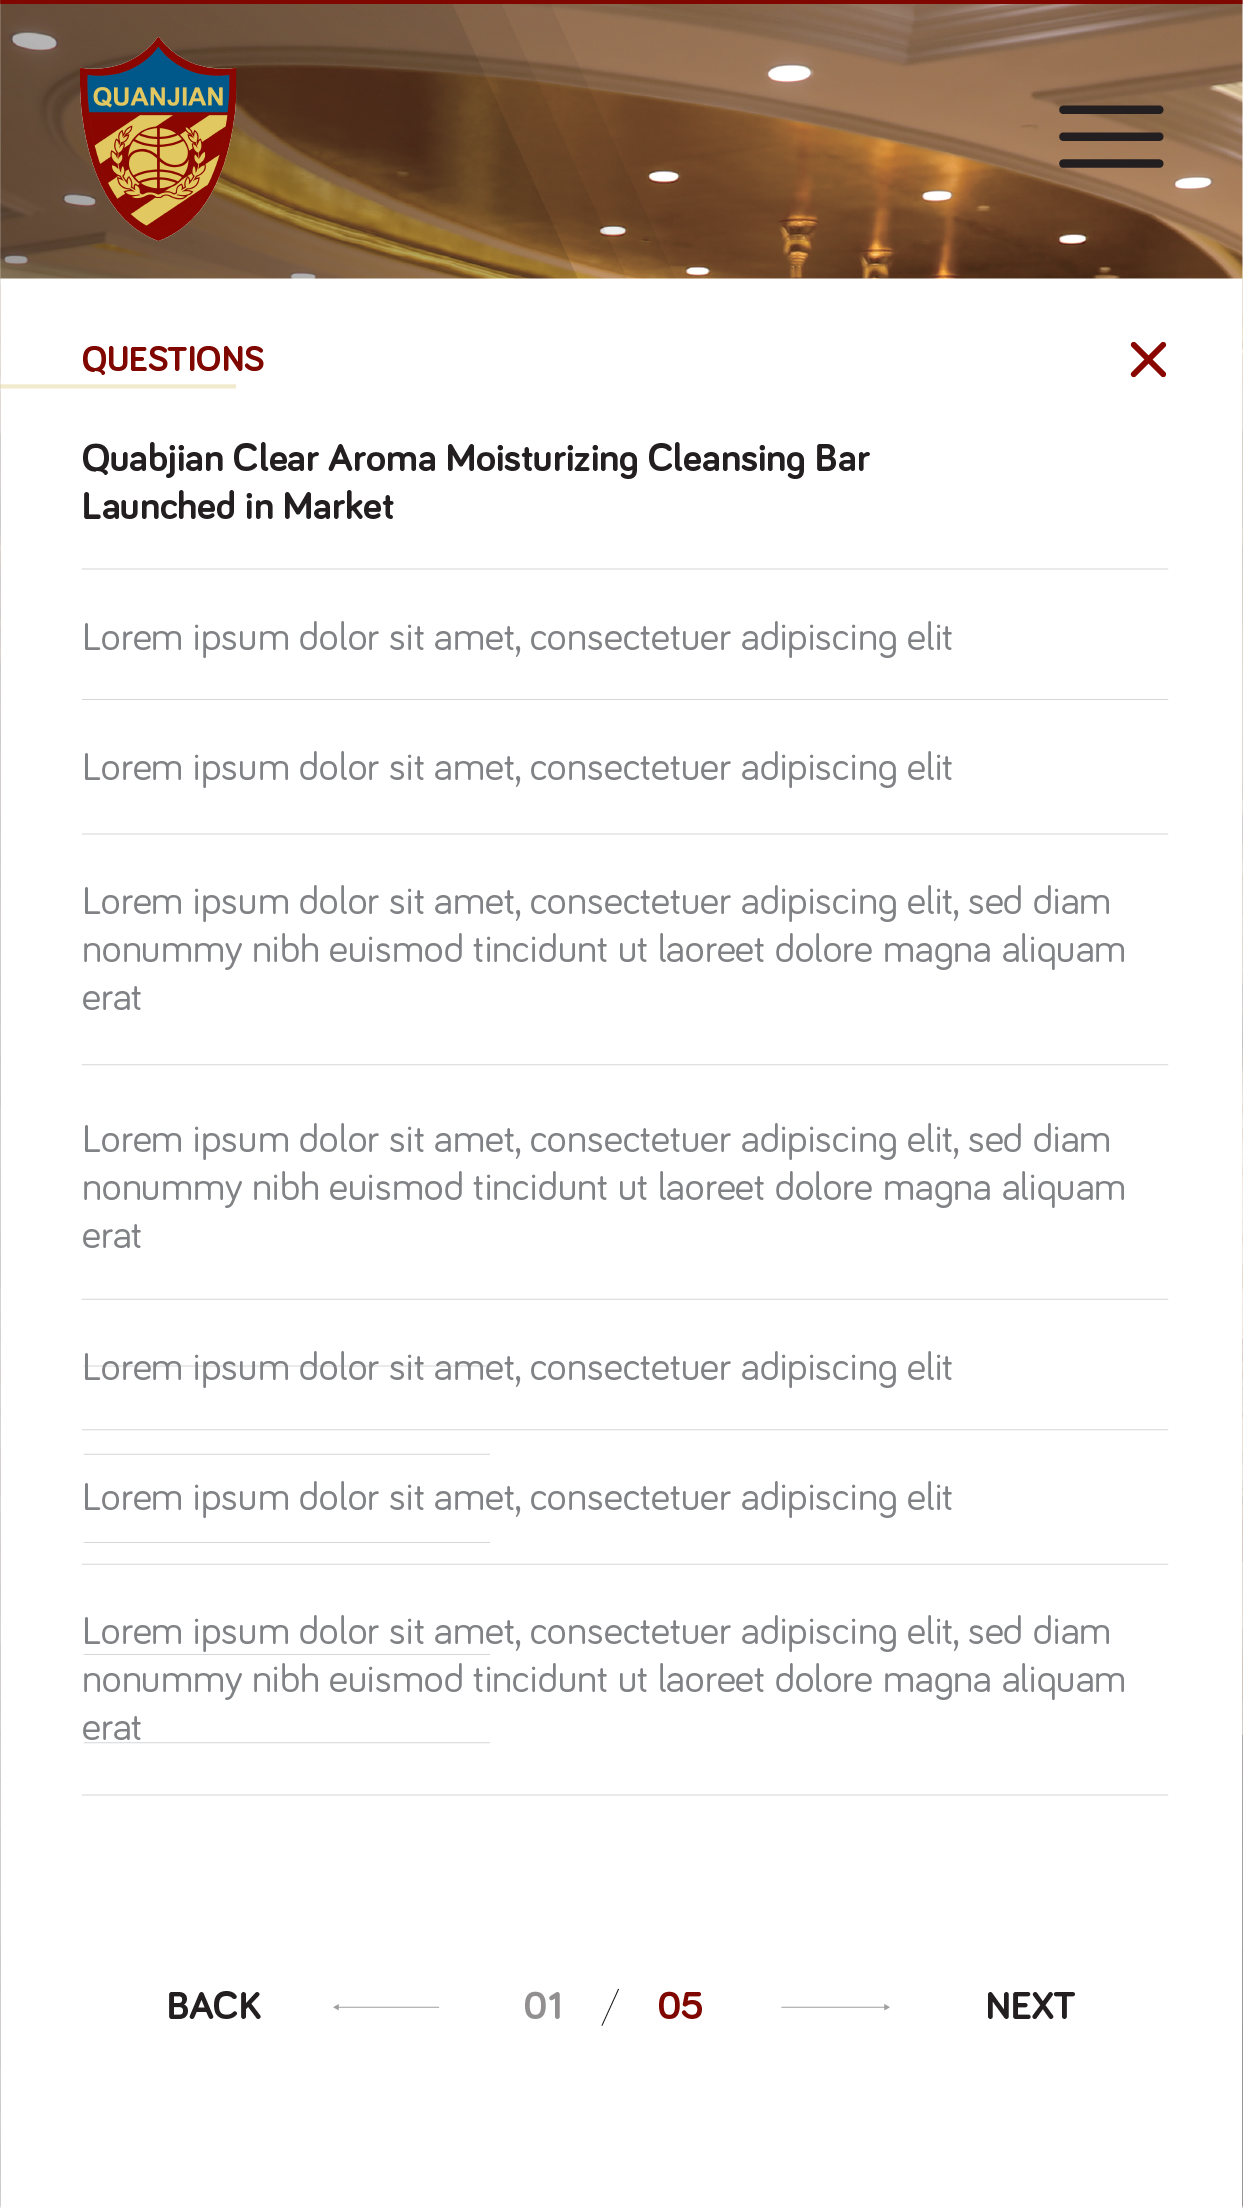 QUANJIAN
QUESTIONS
Quabjian Clear Aroma Moisturizing Cleansing Bar
Launched in Market
Lorem ipsum dolor sit amet, consectetuer adipiscing elit
Lorem ipsum dolor sit amet, consectetuer adipiscing elit
Lorem ipsum dolor sit amet, consectetuer adipiscing elit, sed diam
nonummy nibh euismod tincidunt ut laoreet dolore magna aliquam
erat
Lorem ipsum dolor sit amet, consectetuer adipiscing elit, sed diam
nonummy nibh euismod tincidunt ut laoreet dolore magna aliquam
erat
Lorem ipsum dolor sit amet, consectetuer adipiscing elit
Lorem ipsum dolor sit amet, consectetuer adipiscing elit
Lorem ipsum dolor sit amet, consectetuer adipiscing elit, sed diam
nonummy nibh euismod tincidunt ut laoreet dolore magna aliquam
erat
BACK 01 / 05 NEXT